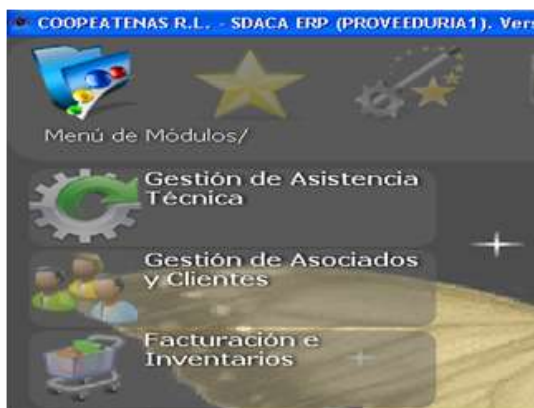 COOPEATENAS R.L. - SDACA ERP (PROVEEDURIA1). Vers
Menú de Módulos/
Gestión de Asistencia
Técnica
Gestión de Asociados
y Clientes
Facturación e
Inventarios